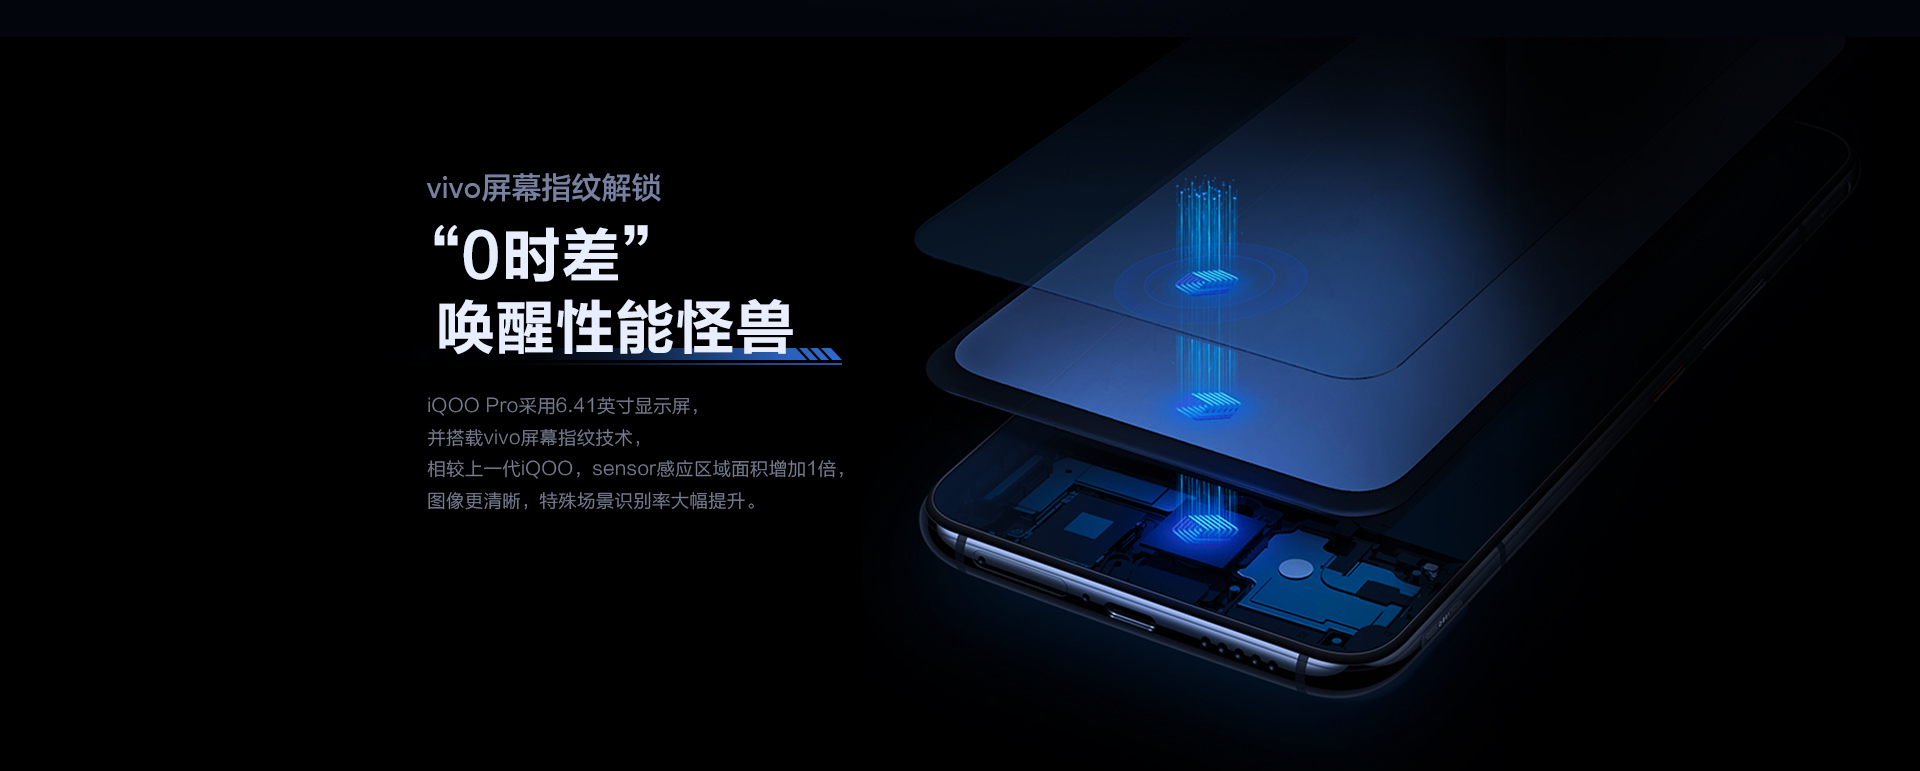 vivo屏幕指纹解锁
“0时差”
唤醒性能怪兽
iQOO Pro采用6.41英寸显示屏，
并搭载vivo屏幕指纹技术，
相较上一代iQOO，sensor感应区域面积增加1倍，
图像更清晰，特殊场景识别率大幅提升。